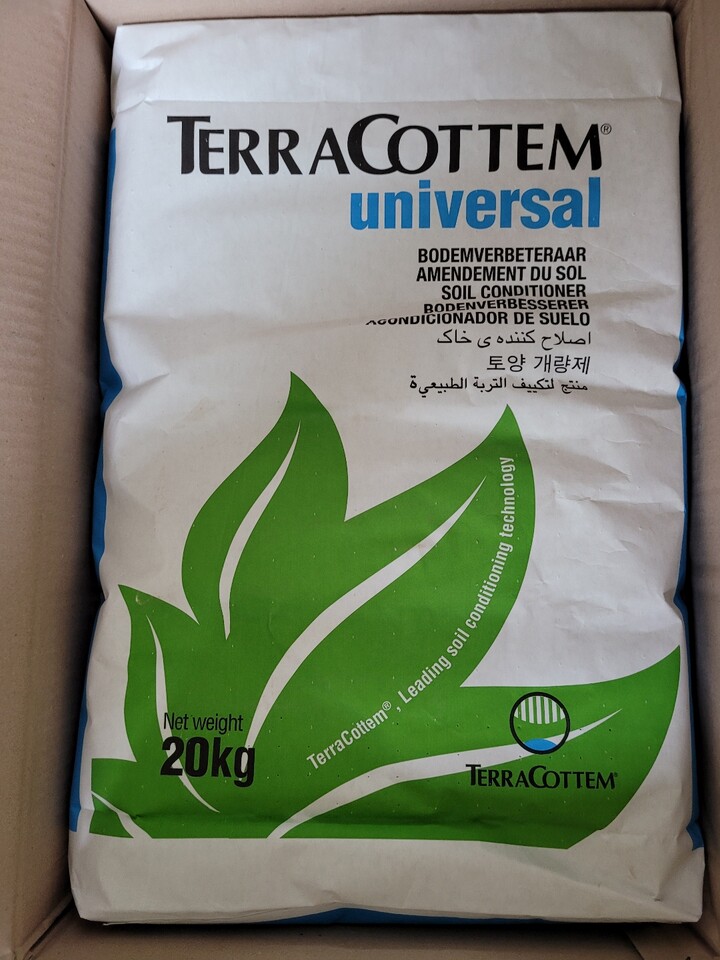 TERRACOTTEM®
universal
BODEMVERBETERAAR
AMENDEMENT DU SOL
SOIL CONDITIONER
BODENVERBESSERER
ACONDICIONADOR DE SUELO
اصلاح کننده ی خاک
토양 개량제
منتج لتكييف التربة الطبيعية
TerraCottem®, Leading soil conditioning technology
Net weight
20kg
TERRACOTTEM®